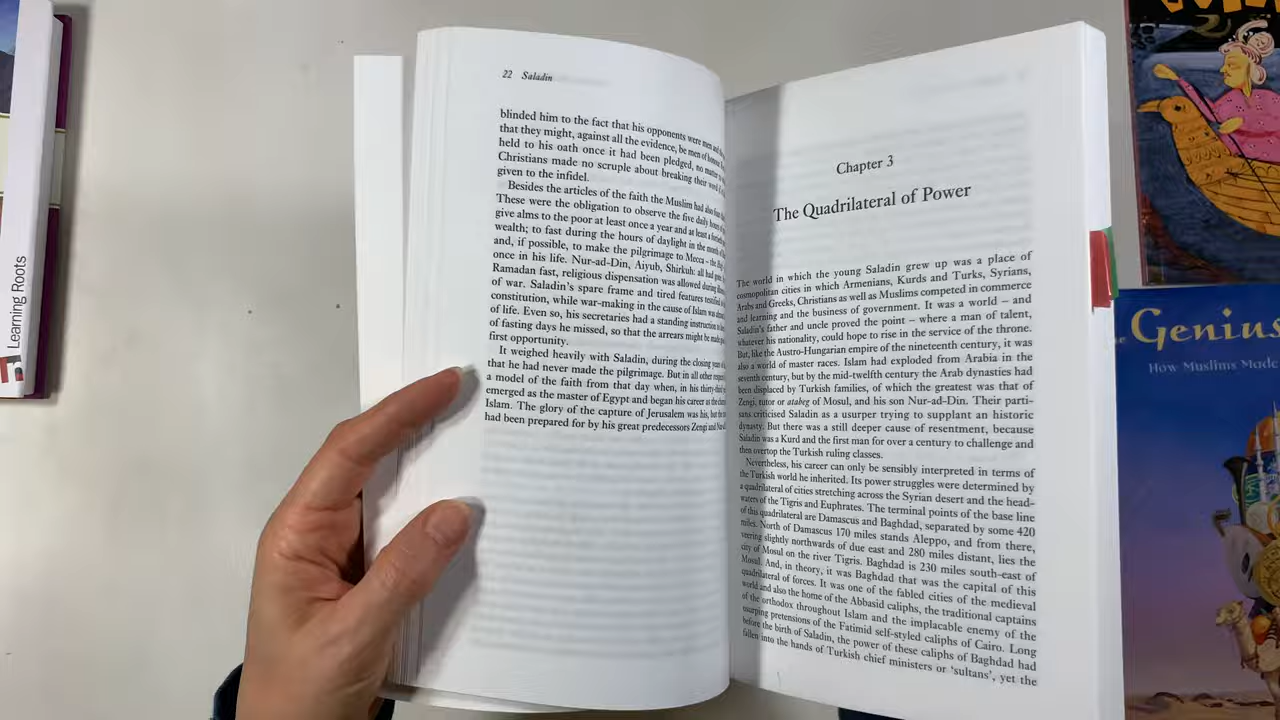 Learning Roots
22 Saladin
blinded him to the fact that his opponents were men and
that they might, against all the evidence, be men of honour
held to his oath once it had been pledged, no matter
Christians made no scruple about breaking their word
given to the infidel.
Besides the articles of the faith the Muslim had also
These were the obligation to observe the five daily hours of
give alms to the poor at least once a year and at least a
wealth; to fast during the hours of daylight in the month of
and, if possible, to make the pilgrimage to Mecca – the
once in his life. Nur-ad-Din, Aiyub, Shirkuh: all had
Ramadan fast, religious dispensation was allowed during
of war. Saladin's spare frame and tired features testified
constitution, while war-making in the cause of Islam was
of life. Even so, his secretaries had a standing instruction
of fasting days he missed, so that the arrears might be made
first opportunity.
It weighed heavily with Saladin, during the closing years
that he had never made the pilgrimage. But in all other respects
a model of the faith from that day when, in his
emerged as the master of Egypt and began his career as the
Islam. The glory of the capture of Jerusalem was his, but the
had been prepared for by his great predecessors Zengi and
Chapter 3
The Quadrilateral of Power
The world in which the young Saladin grew up was a place of
cosmopolitan cities in which Armenians, Kurds and Turks, Syrians,
Arabs and Greeks, Christians as well as Muslims competed in commerce
and learning and the business of government. It was a world – and
Saladin's father and uncle proved the point – where a man of talent,
whatever his nationality, could hope to rise in the service of the throne.
But, like the Austro-Hungarian empire of the nineteenth century, it was
also a world of master races. Islam had exploded from Arabia in the
seventh century, but by the mid-twelfth century the Arab dynasties had
been displaced by Turkish families, of which the greatest was that of
Zengi, tutor or atabeg of Mosul, and his son Nur-ad-Din. Their parti-
sans criticised Saladin as a usurper trying to supplant an historic
dynasty. But there was a still deeper cause of resentment, because
Saladin was a Kurd and the first man for over a century to challenge and
then overtop the Turkish ruling classes.
Nevertheless, his career can only be sensibly interpreted in terms of
the Turkish world he inherited. Its power struggles were determined by
a quadrilateral of cities stretching across the Syrian desert and the head-
waters of the Tigris and Euphrates. The terminal points of the base line
of this quadrilateral are Damascus and Baghdad, separated by some 420
miles. North of Damascus 170 miles stands Aleppo, and from there,
veering slightly northwards of due east and 280 miles distant, lies the
city of Mosul on the river Tigris. Baghdad is 230 miles south-east of
Mosul. And, in theory, it was Baghdad that was the capital of this
quadrilateral of forces. It was one of the fabled cities of the medieval
world and also the home of the Abbasid caliphs, the traditional captains
of the orthodox throughout Islam and the implacable enemy of the
usurping pretensions of the Fatimid self-styled caliphs of Cairo. Long
before the birth of Saladin, the power of these caliphs of Baghdad had
fallen into the hands of Turkish chief ministers or 'sultans', yet the
Genius
How Muslims Made